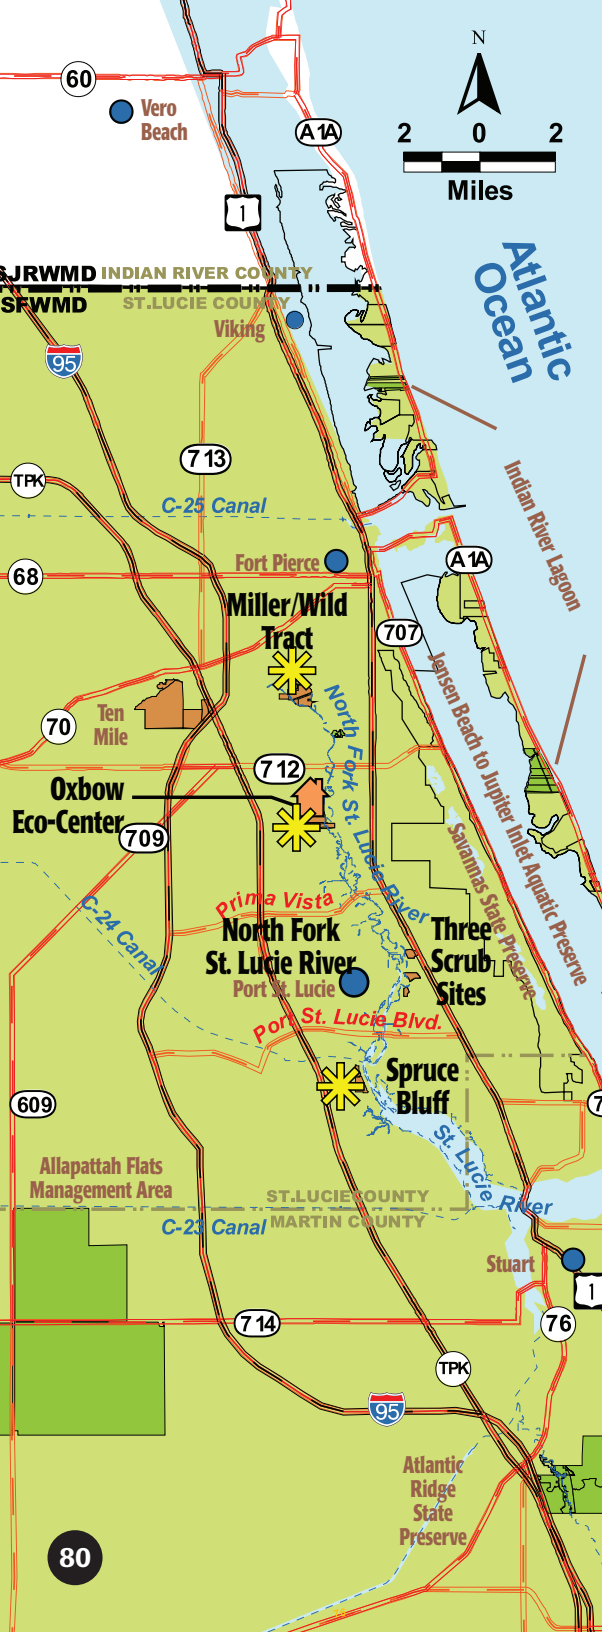 N
60
Vero
Beach
A1A
2 0 2
Miles
1
Atlantic
Ocean
SJRWMD INDIAN RIVER COUNTY
SFWMD ST.LUCIE COUNTY
Viking
95
713
TPK
C-25 Canal
Indian River Lagoon
Fort Pierce
A1A
68
Miller/Wild
Tract
707
Jensen Beach to Jupiter Inlet Aquatic Preserve
North Fork St. Lucie River
Ten
Mile
70
712
Oxbow
Eco-Center
709
Savannas State Preserve
Prima Vista
C-24 Canal
North Fork
St. Lucie River
Port St. Lucie
Three
Scrub
Sites
Port St. Lucie Blvd.
Spruce
Bluff
609
7
St. Lucie River
Allapattah Flats
Management Area
ST.LUCIE COUNTY
C-23 Canal MARTIN COUNTY
Stuart
1
714
76
TPK
95
Atlantic
Ridge
State
Preserve
80